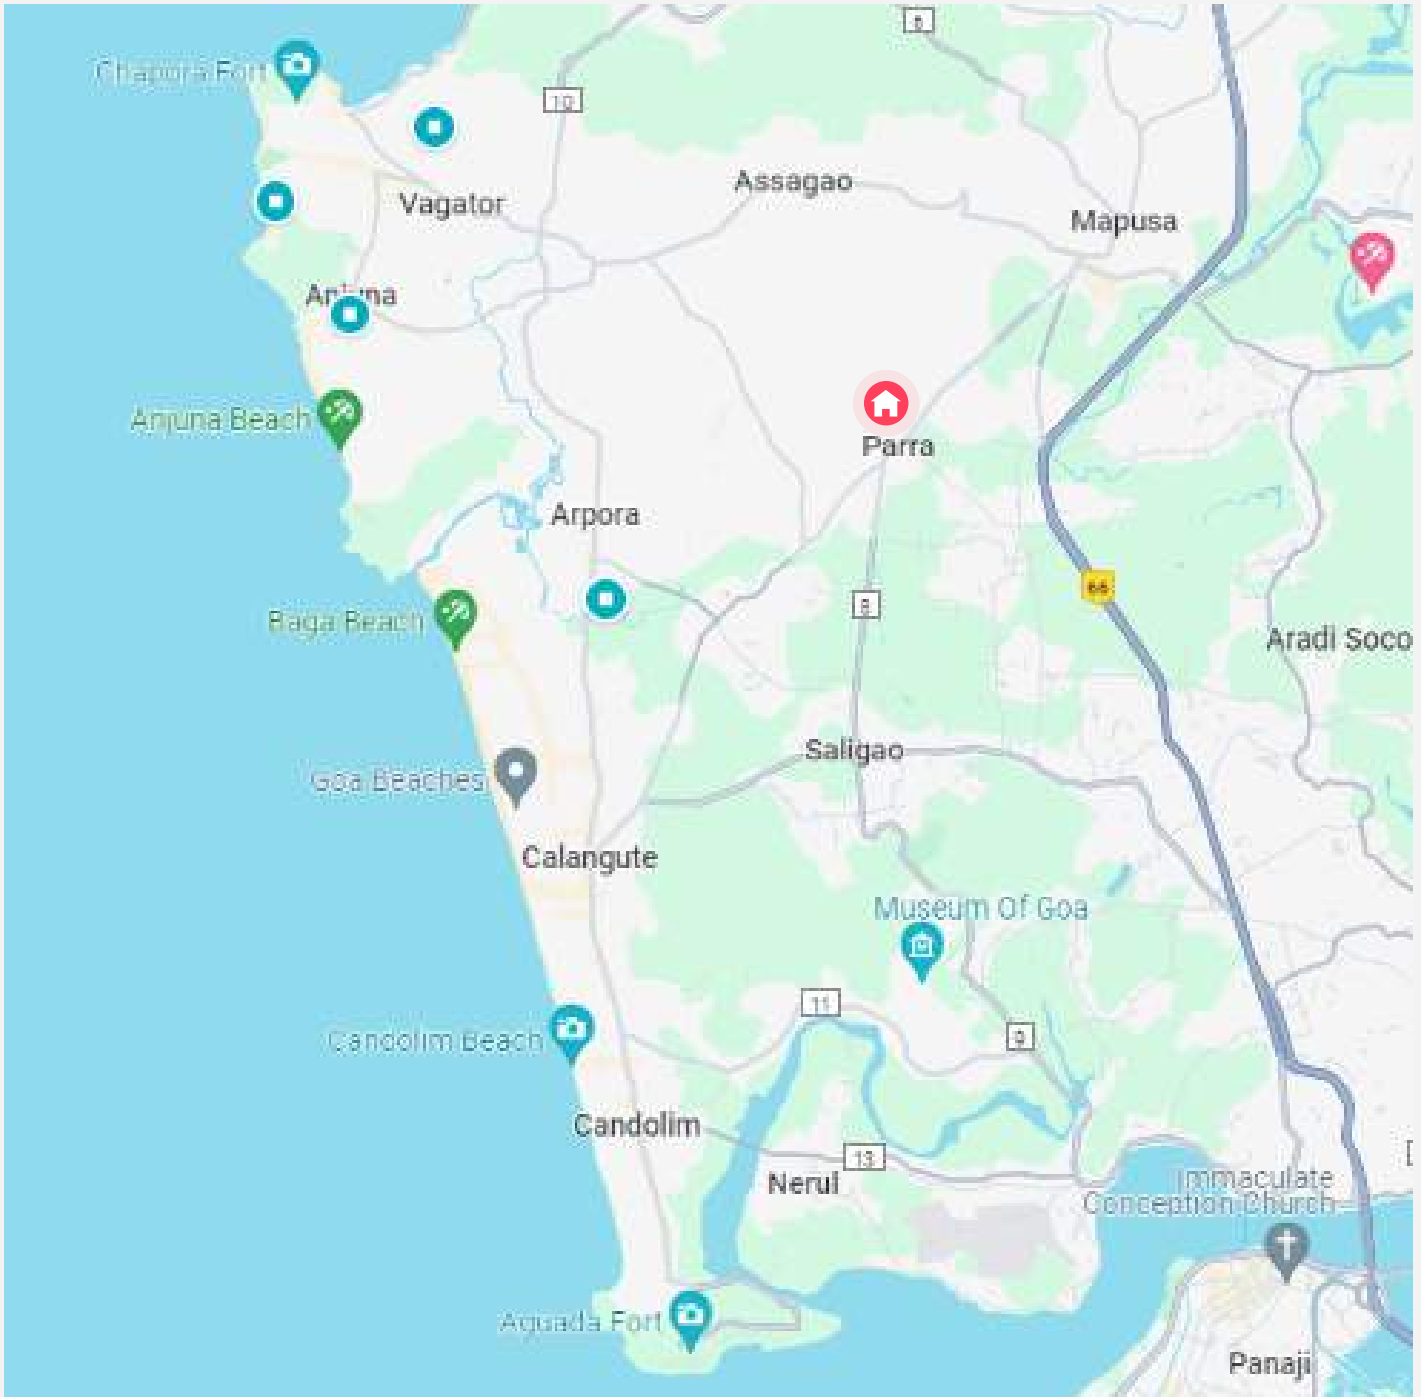 8
Chapora Fort
10
Assagao
Vagator
Mapusa
Anjuna
Anjuna Beach
Parra
Arpora
66
8
Baga Beach
Aradi Soco
Saligao
Goa Beaches
Calangute
Museum Of Goa
11
9
Candolim Beach
Candolim
13
Nerul
Immaculate
Conception Church
Aguada Fort
Panaji